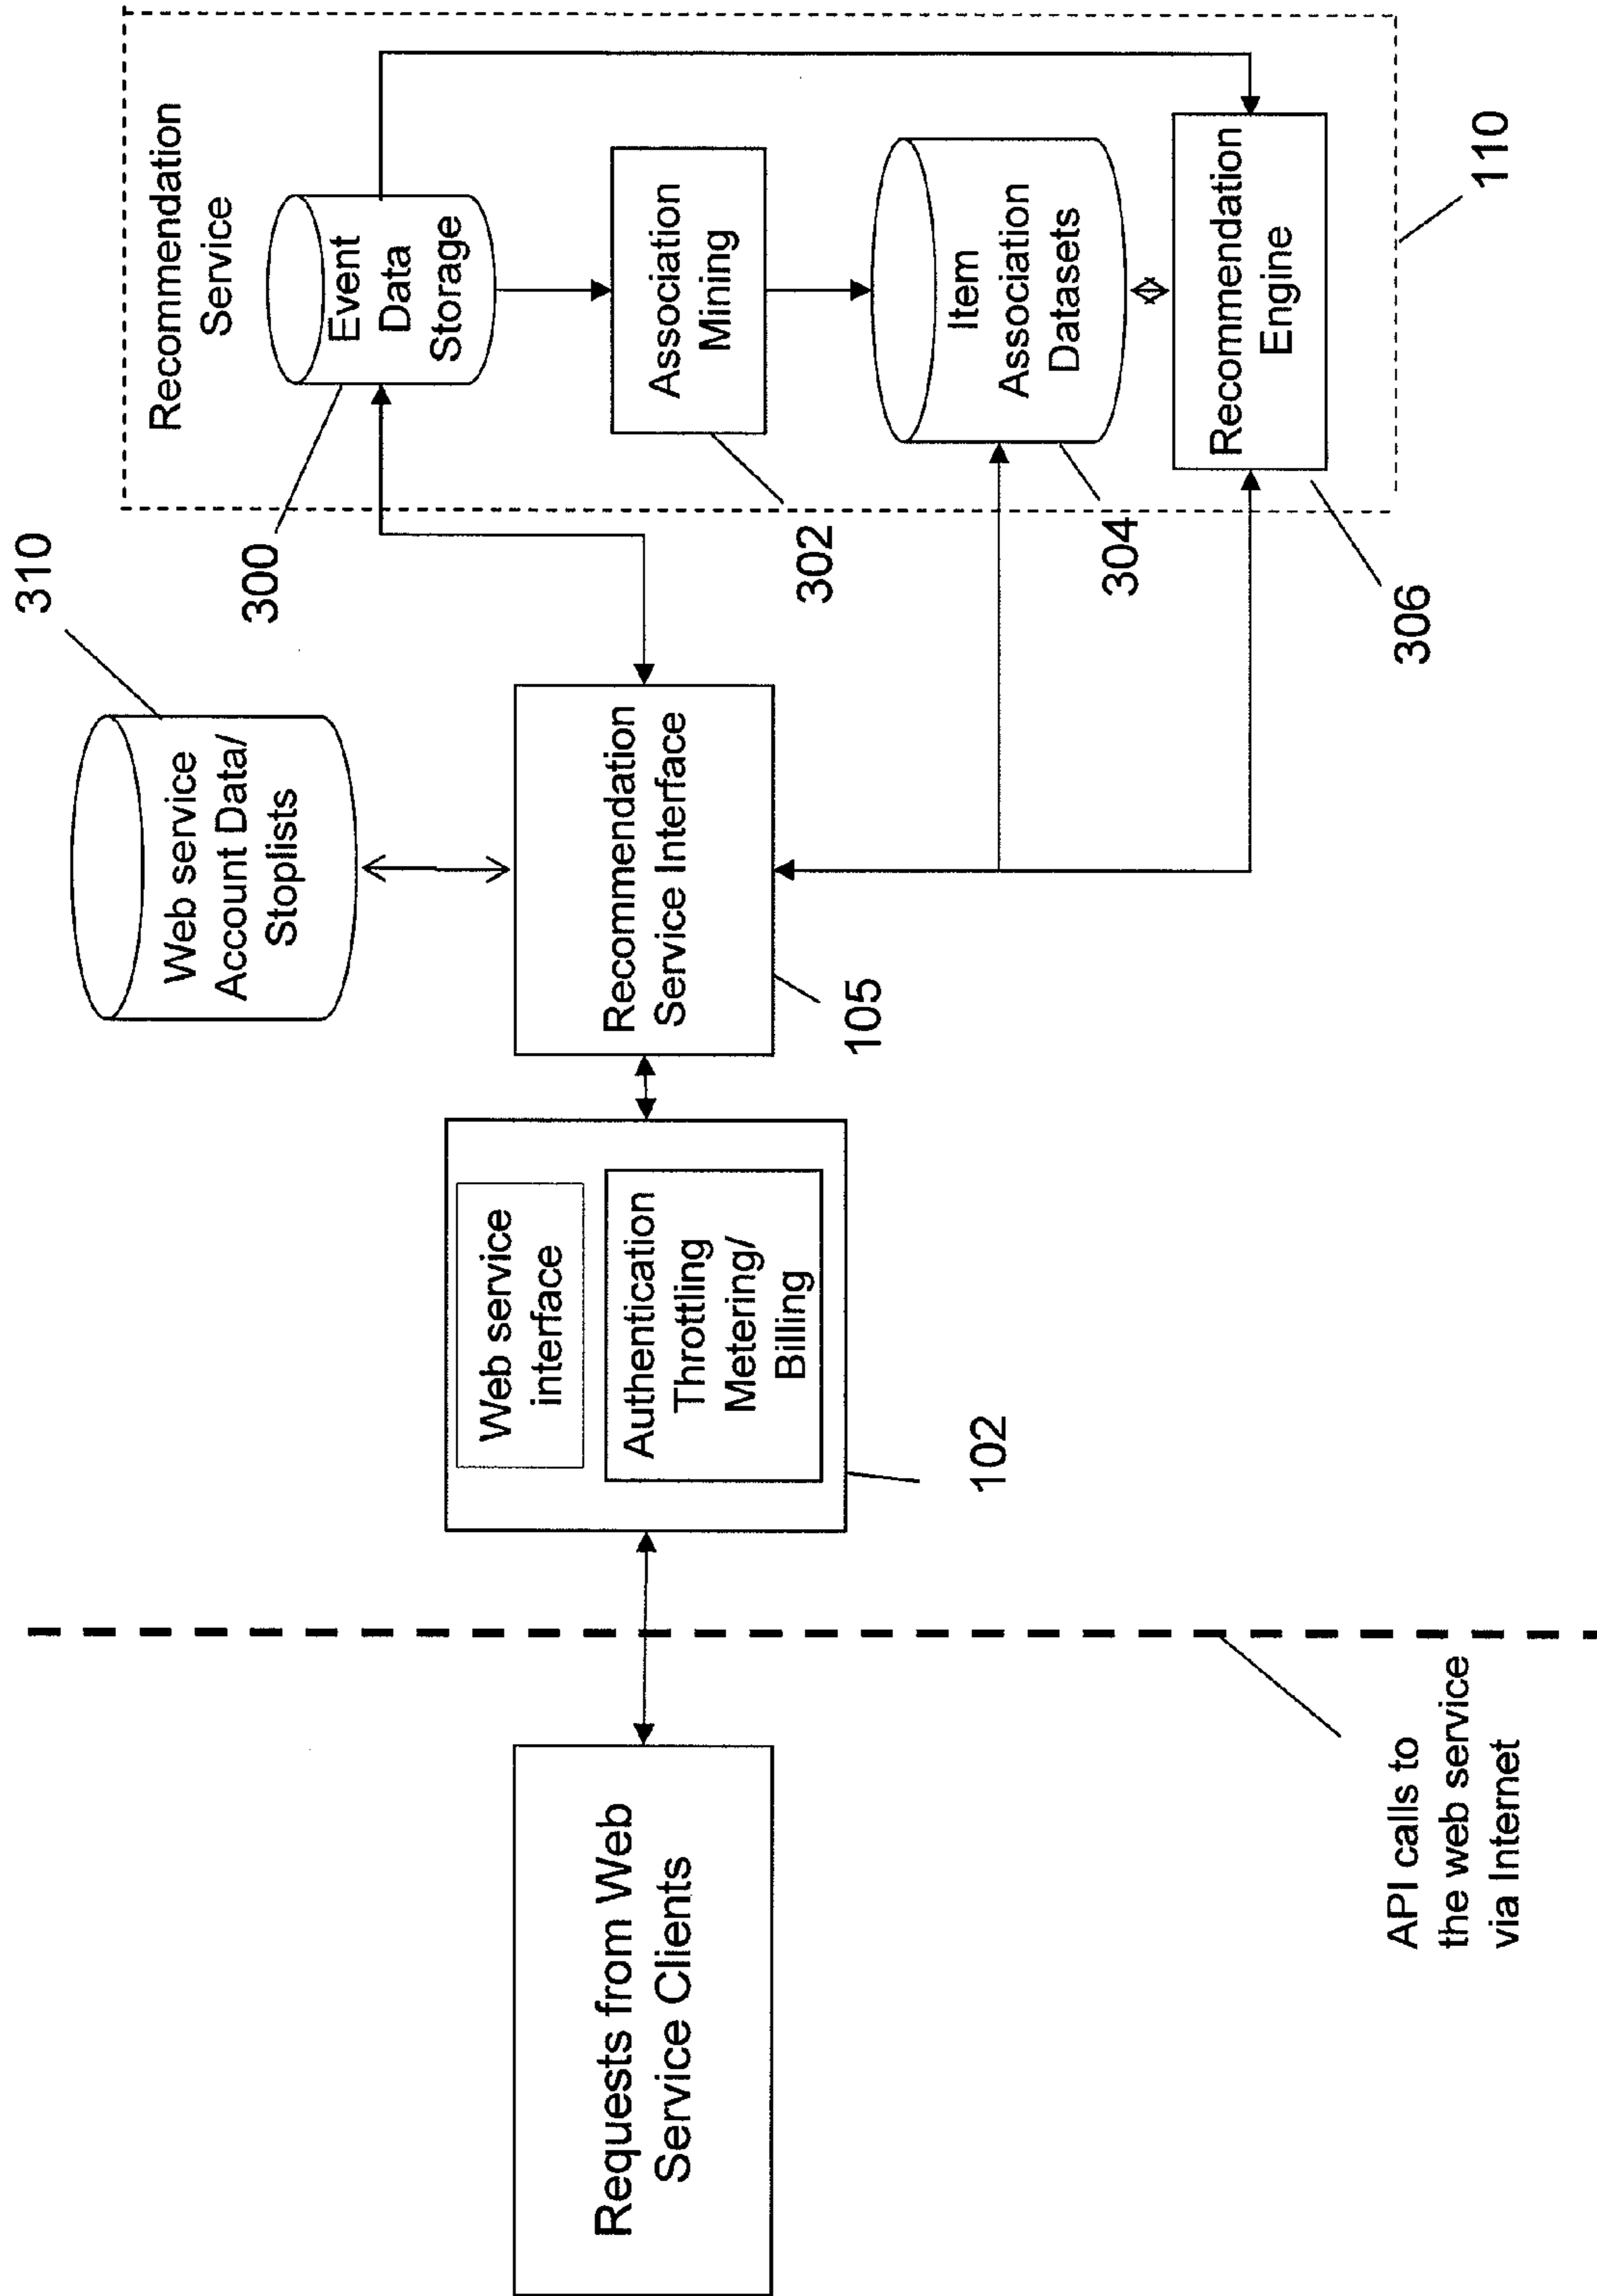 Requests from Web
Service Clients
API calls to
the web service
via Internet
Web service
interface
Authentication
Throttling
Metering/
Billing
102
Recommendation
Service Interface
105
Web service
Account Data/
Stoplists
310
Recommendation
Service
Event
Data
Storage
300
Association
Mining
302
Item
Association
Datasets
304
Recommendation
Engine
306
110